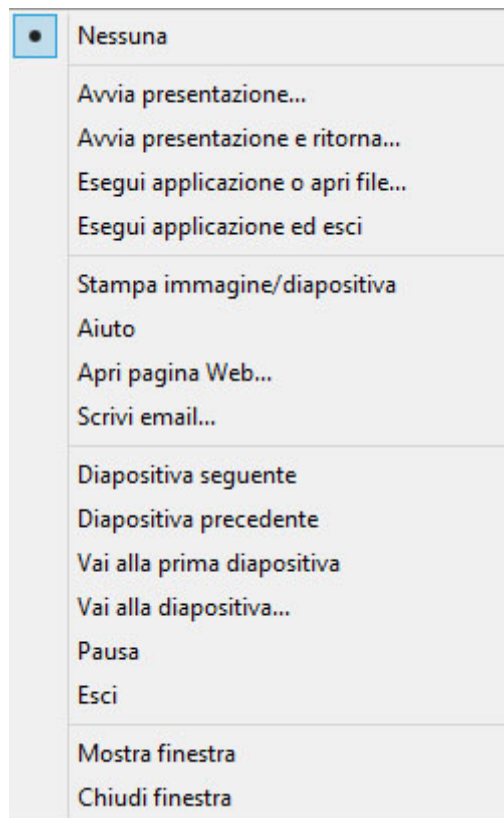 Nessuna
Avvia presentazione...
Avvia presentazione e ritorna...
Esegui applicazione o apri file...
Esegui applicazione ed esci
Stampa immagine/diapositiva
Aiuto
Apri pagina Web...
Scrivi email...
Diapositiva seguente
Diapositiva precedente
Vai alla prima diapositiva
Vai alla diapositiva...
Pausa
Esci
Mostra finestra
Chiudi finestra